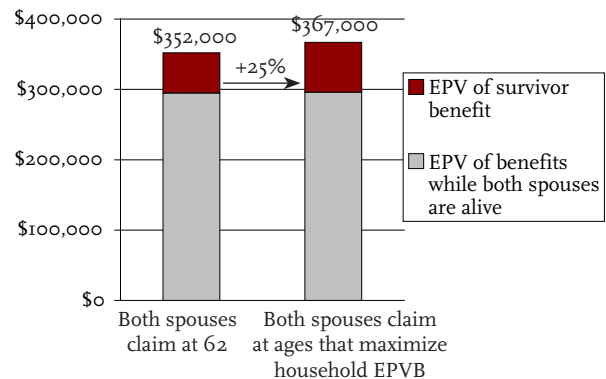 $400,000
$300,000
$200,000
$100,000
$0
$352,000
$367,000
+25%
EPV of survivor
benefit
EPV of benefits
while both spouses
are alive
Both spouses
claim at 62
Both spouses claim
at ages that maximize
household EPVB